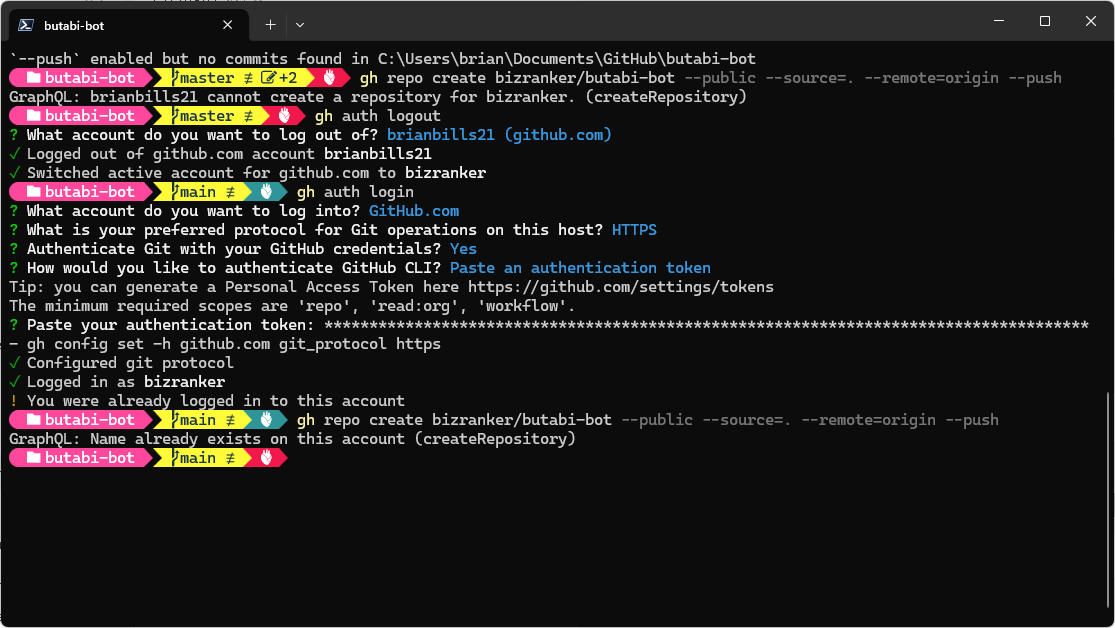 butabi-bot
`--push` enabled but no commits found in C:\Users\brian\Documents\GitHub\butabi-bot
butabi-bot master ≢ +2 gh repo create bizranker/butabi-bot --public --source=. --remote=origin --push
GraphQL: brianbills21 cannot create a repository for bizranker. (createRepository)
butabi-bot master ≢ gh auth logout
? What account do you want to log out of? brianbills21 (github.com)
✓ Logged out of github.com account brianbills21
✓ Switched active account for github.com to bizranker
butabi-bot main ≢ gh auth login
? What account do you want to log into? GitHub.com
? What is your preferred protocol for Git operations on this host? HTTPS
? Authenticate Git with your GitHub credentials? Yes
? How would you like to authenticate GitHub CLI? Paste an authentication token
Tip: you can generate a Personal Access Token here https://github.com/settings/tokens
The minimum required scopes are 'repo', 'read:org', 'workflow'.
? Paste your authentication token: *************************************************************************************
- gh config set -h github.com git_protocol https
✓ Configured git protocol
✓ Logged in as bizranker
! You were already logged in to this account
butabi-bot main ≢ gh repo create bizranker/butabi-bot --public --source=. --remote=origin --push
GraphQL: Name already exists on this account (createRepository)
butabi-bot main ≢